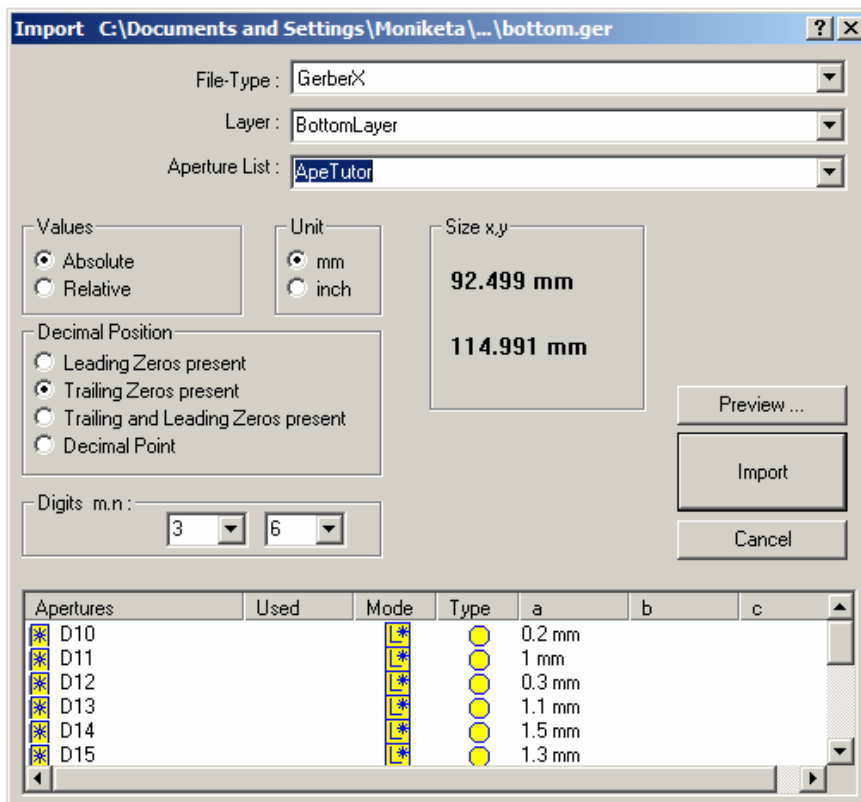 Import C:\Documents and Settings\Moniketa\...\bottom.ger
File-Type : GerberX
Layer : BottomLayer
Aperture List : ApeTutor
Values
Absolute
Relative
Unit
mm
inch
Size x,y
92.499 mm
114.991 mm
Decimal Position
Leading Zeros present
Trailing Zeros present
Trailing and Leading Zeros present
Decimal Point
Digits m.n :
3 6
Preview ...
Import
Cancel
Apertures Used Mode Type a b c
D10 0.2 mm
D11 1 mm
D12 0.3 mm
D13 1.1 mm
D14 1.5 mm
D15 1.3 mm